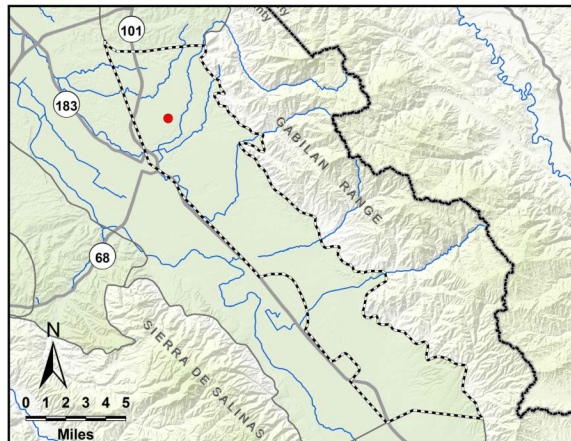 101
183
GABILAN RANGE
68
SIERRA DE SALINAS
N
0 1 2 3 4 5
Miles